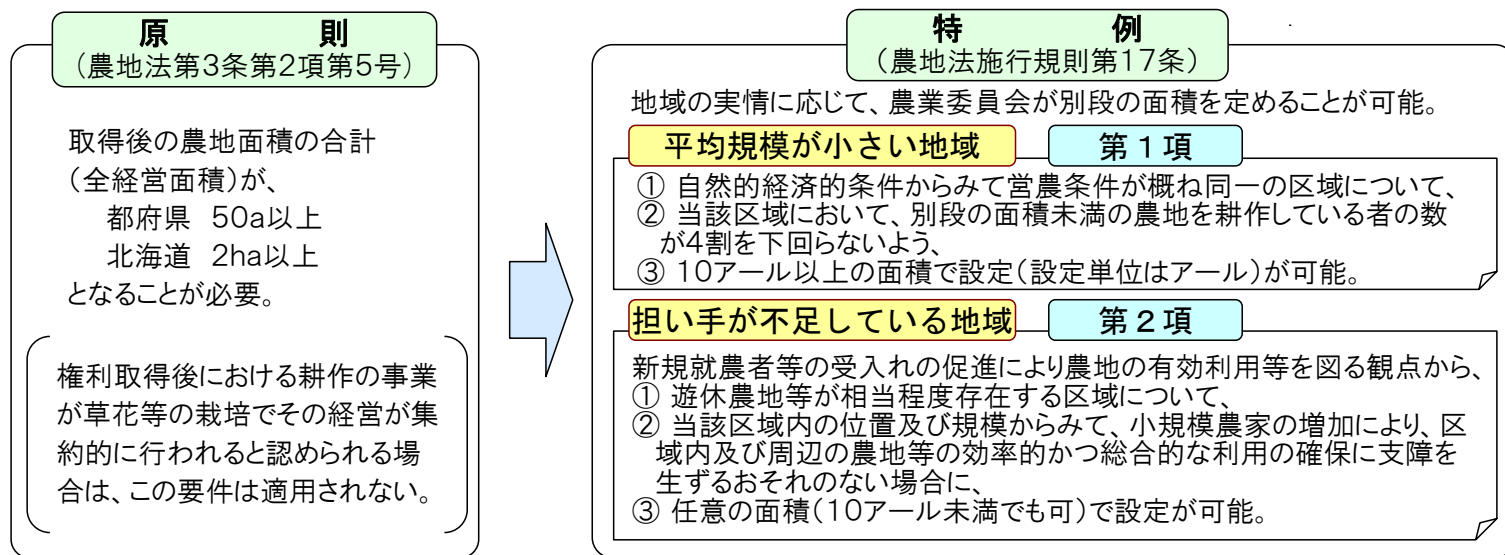 原　　則
（農地法第3条第2項第5号）
取得後の農地面積の合計
（全経営面積）が、
都府県　50a以上
北海道　2ha以上
となることが必要。
権利取得後における耕作の事業
が草花等の栽培でその経営が集
約的に行われると認められる場
合は、この要件は適用されない。
特　　例
（農地法施行規則第17条）
地域の実情に応じて、農業委員会が別段の面積を定めることが可能。
平均規模が小さい地域　第１項
① 自然的経済的条件からみて営農条件が概ね同一の区域について、
② 当該区域において、別段の面積未満の農地を耕作している者の数
が4割を下回らないよう、
③ 10アール以上の面積で設定（設定単位はアール）が可能。
担い手が不足している地域　第２項
新規就農者等の受入れの促進により農地の有効利用等を図る観点から、
① 遊休農地等が相当程度存在する区域について、
② 当該区域内の位置及び規模からみて、小規模農家の増加により、区
域内及び周辺の農地等の効率的かつ総合的な利用の確保に支障を
生ずるおそれのない場合に、
③ 任意の面積（10アール未満でも可）で設定が可能。